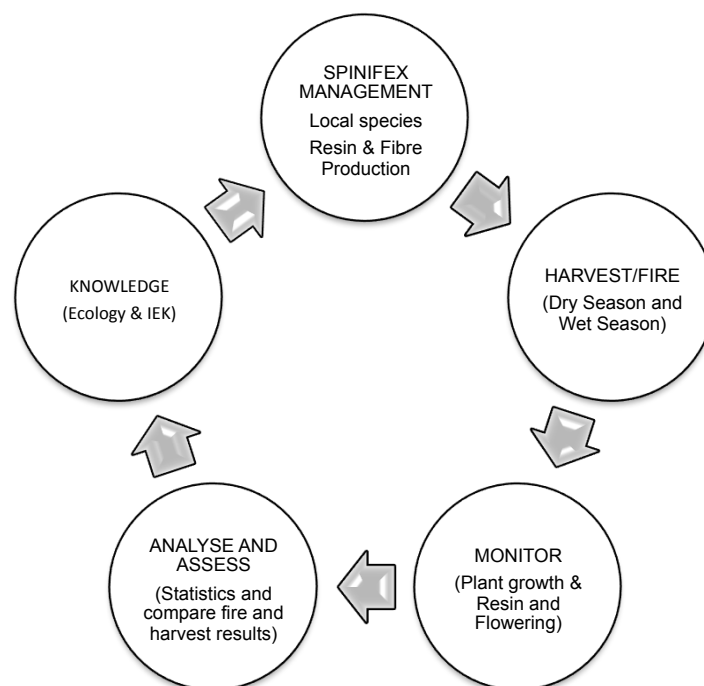 SPINIFEX
MANAGEMENT
Local species
Resin & Fibre
Production
HARVEST/FIRE
(Dry Season and
Wet Season)
MONITOR
(Plant growth &
Resin and
Flowering)
ANALYSE AND
ASSESS
(Statistics and
compare fire and
harvest results)
KNOWLEDGE
(Ecology & IEK)